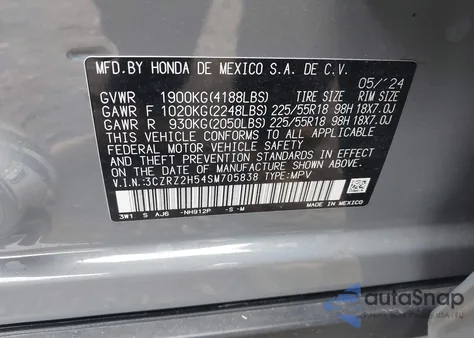 MFD.BY HONDA DE MEXICO S.A. DE C.V.
05/'24
GVWR 1900KG(4188LBS) TIRE SIZE RIM SIZE
GAWR F 1020KG(2248LBS) 225/55R18 98H 18X7.0J
GAWR R 930KG(2050LBS) 225/55R18 98H 18X7.0J
THIS VEHICLE CONFORMS TO ALL APPLICABLE
FEDERAL MOTOR VEHICLE SAFETY
STANDARDS IN EFFECT ON THE
DATE OF MANUFACTURE SHOWN ABOVE.
V.I.N.:3CZRZ2H54SM705838 TYPE:MPV
3W1 S AJ6 -NH912P -S -M
MADE IN MEXICO
autoSnap